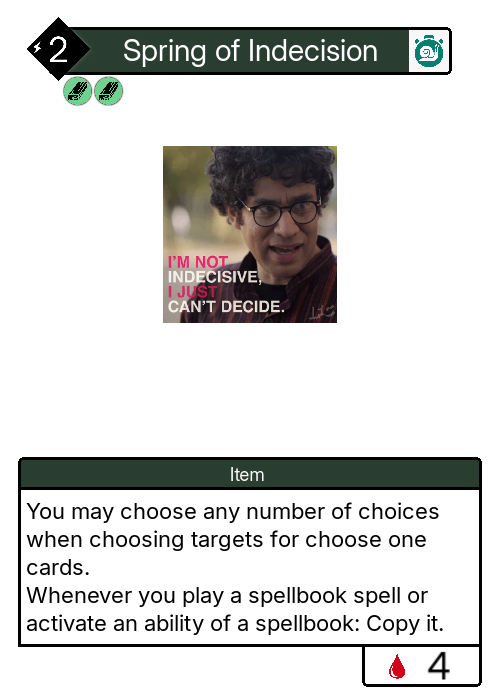 2
Spring of Indecision
I'M NOT
INDECISIVE,
I JUST
CAN'T DECIDE.
Item
You may choose any number of choices
when choosing targets for choose one
cards.
Whenever you play a spellbook spell or
activate an ability of a spellbook: Copy it.
4